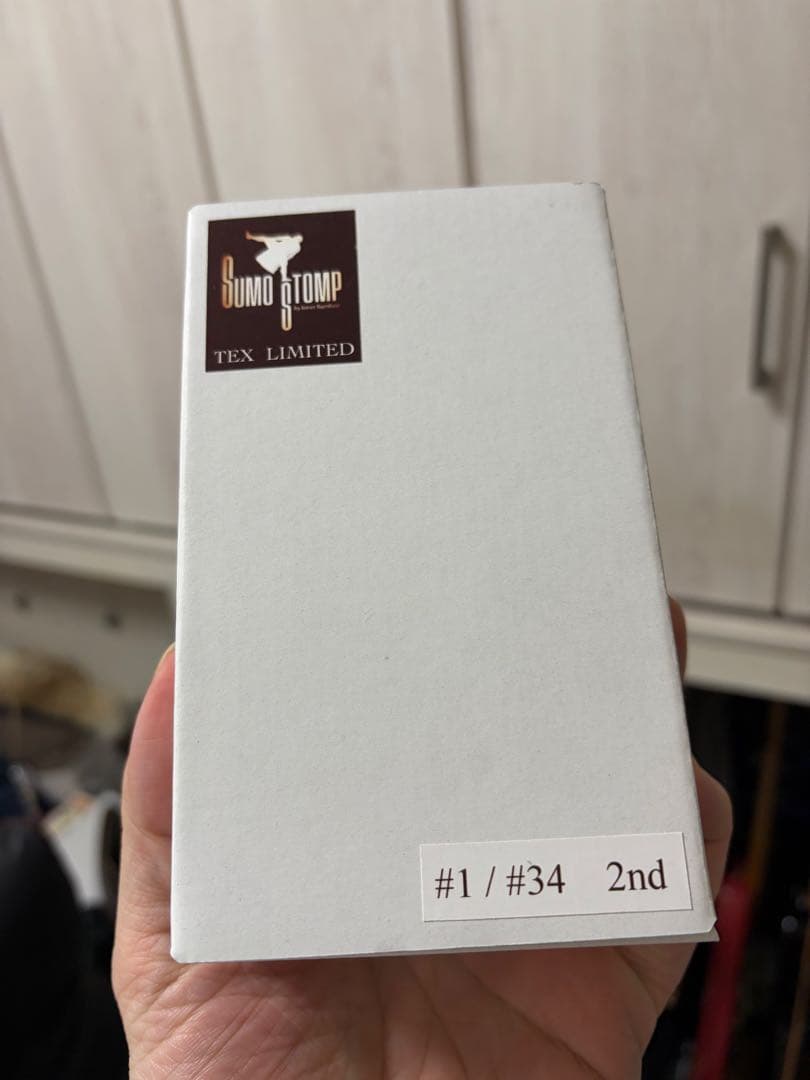 SUMO STOMP
TEX LIMITED
#1 / #34 2nd